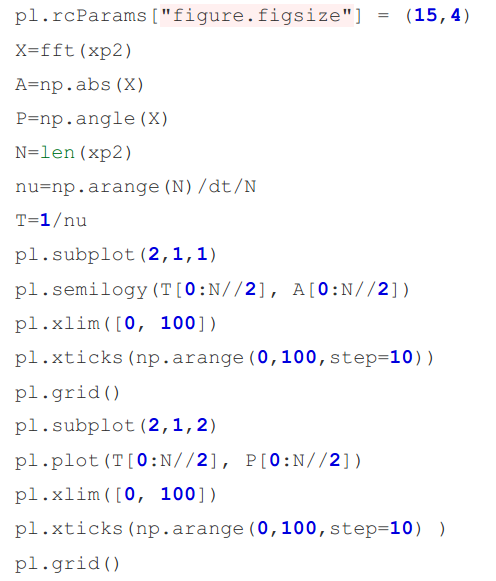 pl.rcParams["figure.figsize"] = (15,4)
X=fft(xp2)
A=np.abs(X)
P=np.angle(X)
N=len(xp2)
nu=np.arange(N)/dt/N
T=1/nu
pl.subplot(2,1,1)
pl.semilogy(T[0:N//2], A[0:N//2])
pl.xlim([0, 100])
pl.xticks(np.arange(0,100,step=10))
pl.grid()
pl.subplot(2,1,2)
pl.plot(T[0:N//2], P[0:N//2])
pl.xlim([0, 100])
pl.xticks(np.arange(0,100,step=10) )
pl.grid()